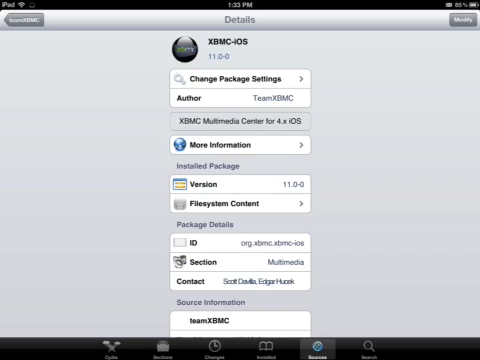 iPad 1:33 PM 85%
teamXBMC Details Modify
XBMC-iOS
xbmc
11.0-0
Change Package Settings
Author TeamXBMC
XBMC Multimedia Center for 4.x iOS
More Information
Installed Package
Version 11.0-0
Filesystem Content
Package Details
ID org.xbmc.xbmc-ios
Section Multimedia
Contact Scott Davilla, Edgar Hucek
Source Information
teamXBMC
Cydia Sections Changes Installed Sources Search